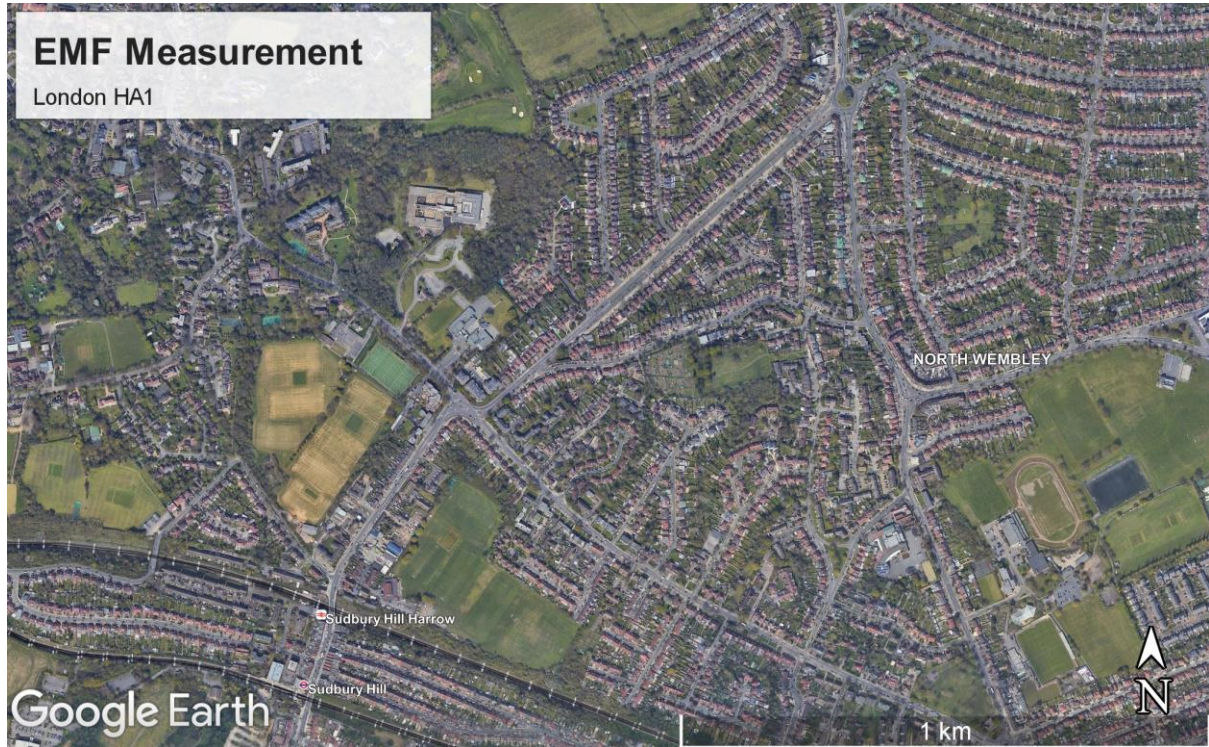 EMF Measurement
London HA1
NORTH WEMBLEY
Sudbury Hill Harrow
Sudbury Hill
Google Earth
N
1 km